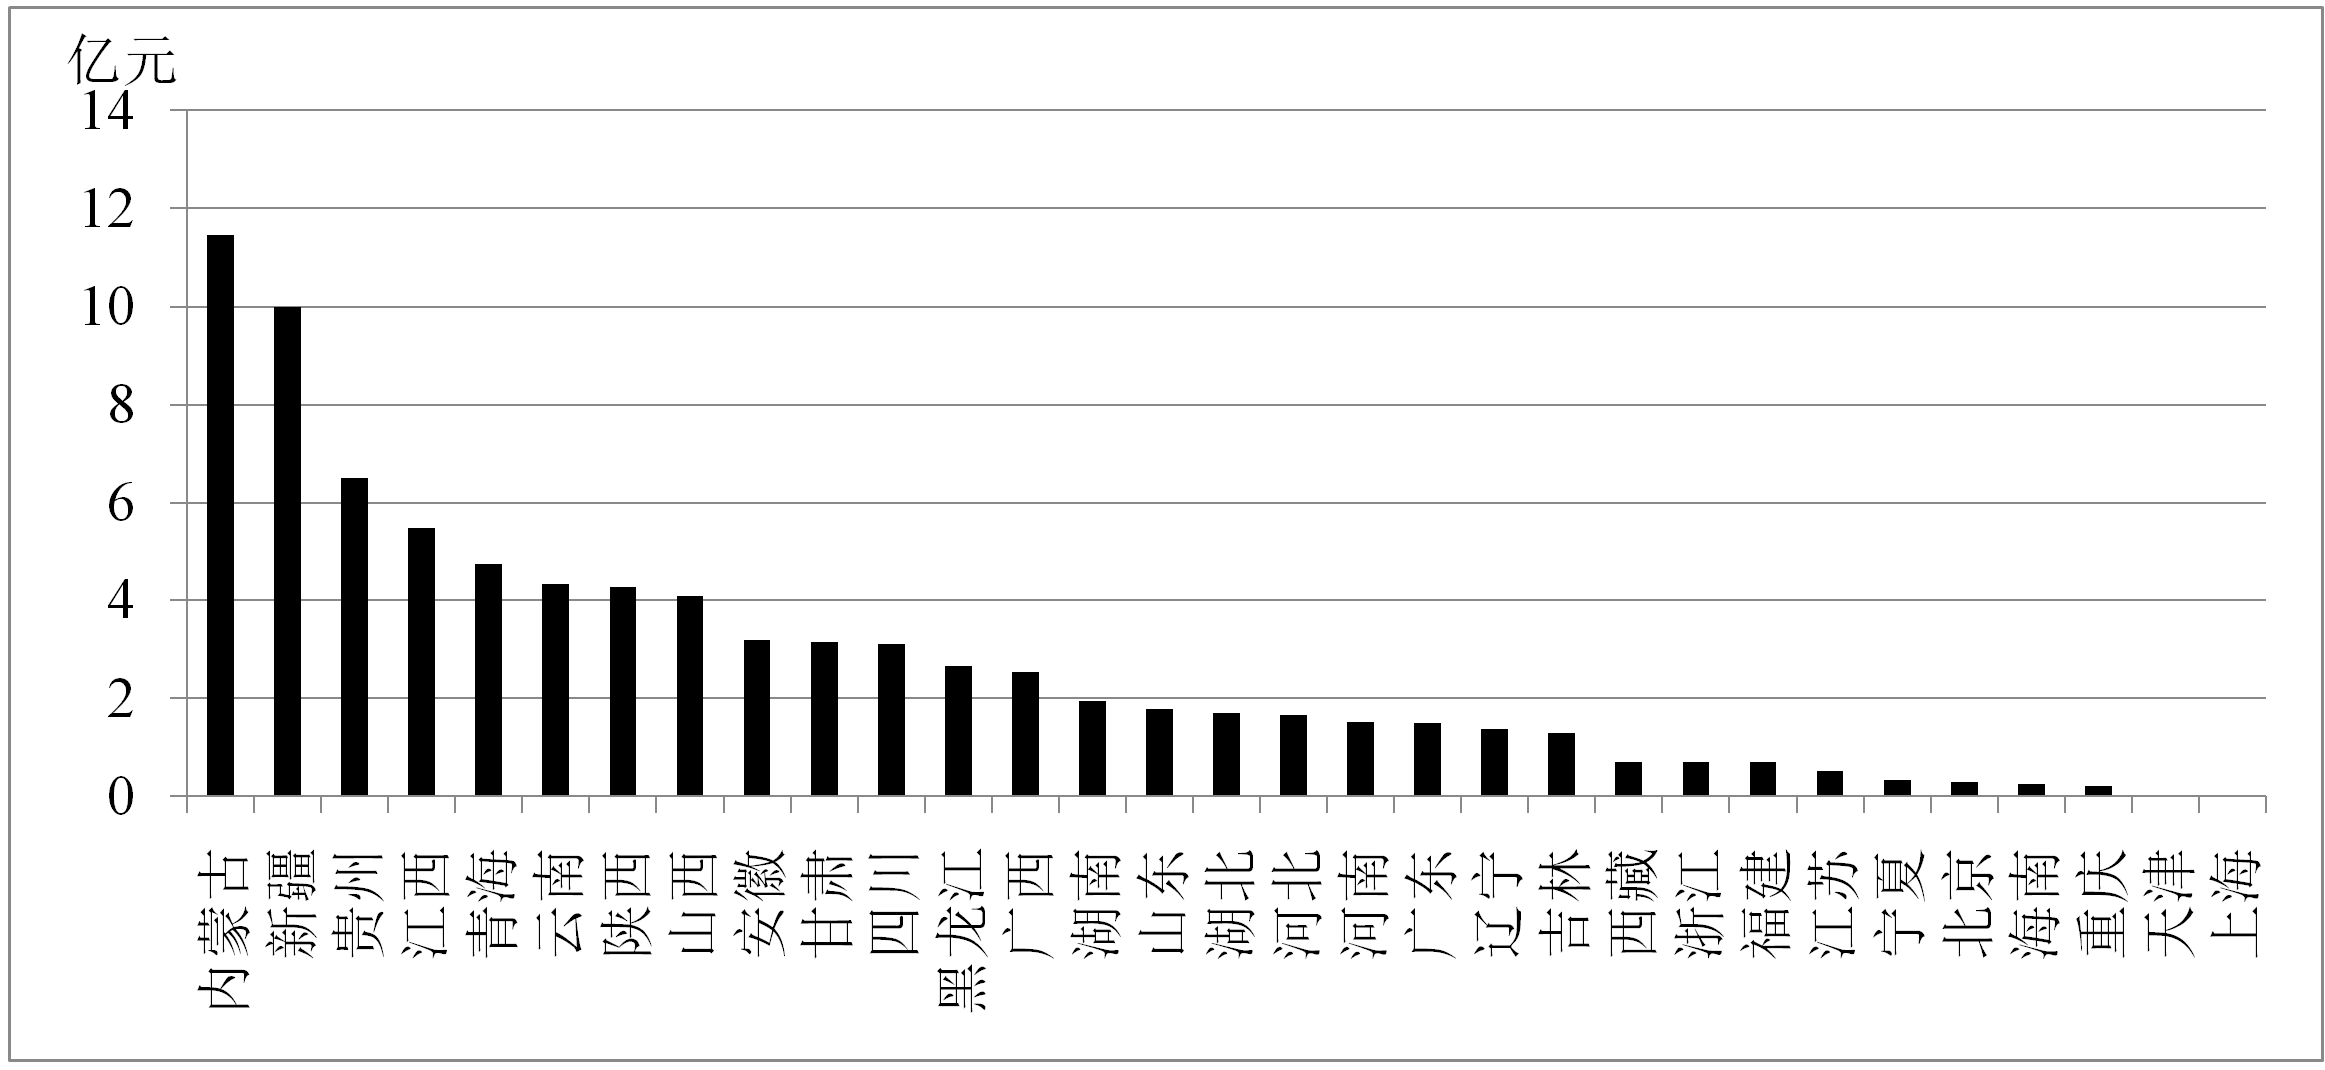 亿元
14
12
10
8
6
4
2
0
内蒙古
新疆
贵州
江西
青海
云南
陕西
山西
安徽
甘肃
四川
黑龙江
广西
湖南
山东
湖北
河北
河南
广东
辽宁
吉林
西藏
浙江
福建
江苏
宁夏
北京
海南
重庆
天津
上海